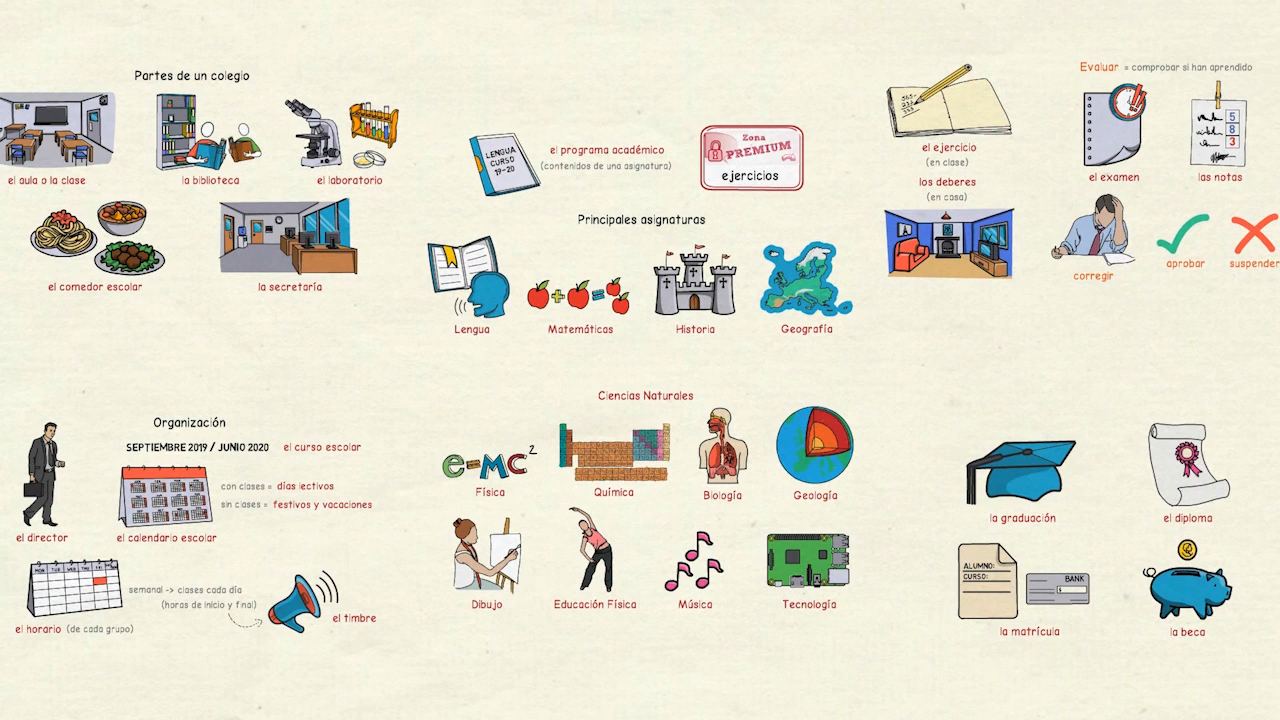 Partes de un colegio
el aula o la clase
la biblioteca
el laboratorio
el comedor escolar
la secretaría
LENGUA
CURSO
19-20
el programa académico
(contenidos de una asignatura)
Zona
PREMIUM
ejercicios
Principales asignaturas
Lengua
Matemáticas
Historia
Geografía
el ejercicio
(en clase)
los deberes
(en casa)
Evaluar = comprobar si han aprendido
el examen
5
8
3
las notas
corregir
aprobar
suspender
Organización
SEPTIEMBRE 2019 / JUNIO 2020 el curso escolar
con clases = días lectivos
sin clases = festivos y vacaciones
el director
el calendario escolar
semanal -> clases cada día
(horas de inicio y final)
el horario (de cada grupo)
el timbre
Ciencias Naturales
e=mc²
Física
Química
Biología
Geología
Dibujo
Educación Física
Música
Tecnología
la graduación
el diploma
ALUMNO:
CURSO:
BANK
la matrícula
la beca